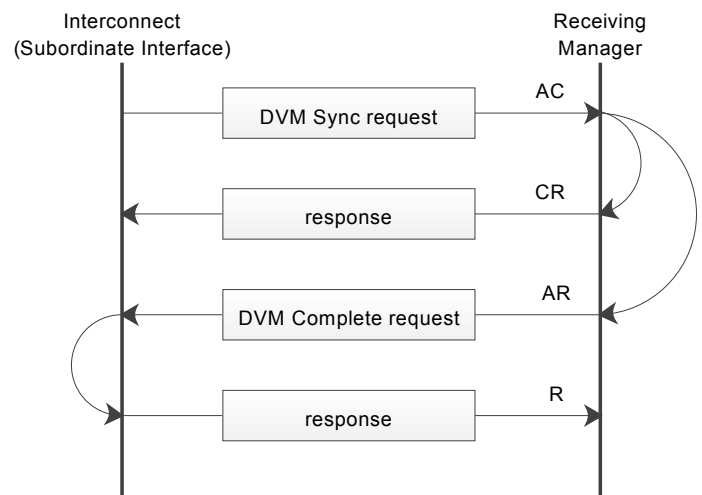 Interconnect
(Subordinate Interface)
Receiving
Manager
DVM Sync request
AC
response
CR
DVM Complete request
AR
response
R